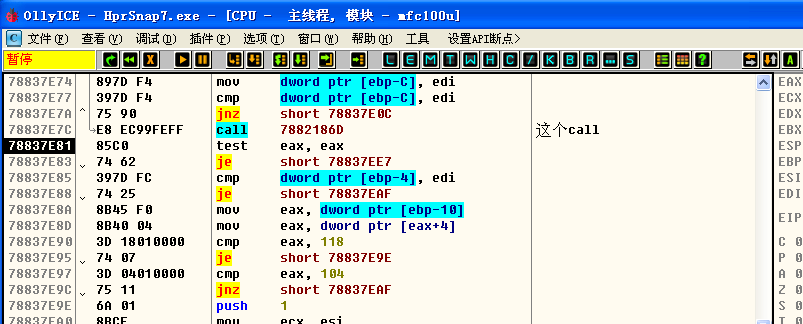 OllyICE - HprSnap7.exe - [CPU - 主线程, 模块 - mfc100u]
C 文件(F) 查看(V) 调试(D) 插件(P) 选项(T) 窗口(W) 帮助(H) 工具 设置API断点>
暂停 L E M T W H C / K B R ... S ?
78837E74 897D F4 mov dword ptr [ebp-C], edi EAX
78837E77 397D F4 cmp dword ptr [ebp-C], edi ECX
78837E7A 75 90 jnz short 78837E0C EDX
78837E7C E8 EC99FEFF call 7882186D 这个call EBX
78837E81 85C0 test eax, eax ESP
78837E83 74 62 je short 78837EE7 EBP
78837E85 397D FC cmp dword ptr [ebp-4], edi ESI
78837E88 74 25 je short 78837EAF EDI
78837E8A 8B45 F0 mov eax, dword ptr [ebp-10]
78837E8D 8B40 04 mov eax, dword ptr [eax+4] EIP
78837E90 3D 18010000 cmp eax, 118 C 0
78837E95 74 07 je short 78837E9E P 0
78837E97 3D 04010000 cmp eax, 104 A 0
78837E9C 75 11 jnz short 78837EAF Z 0
78837E9E 6A 01 push 1 S 0
78837EA0 8BCE mov ecx, esi T 0